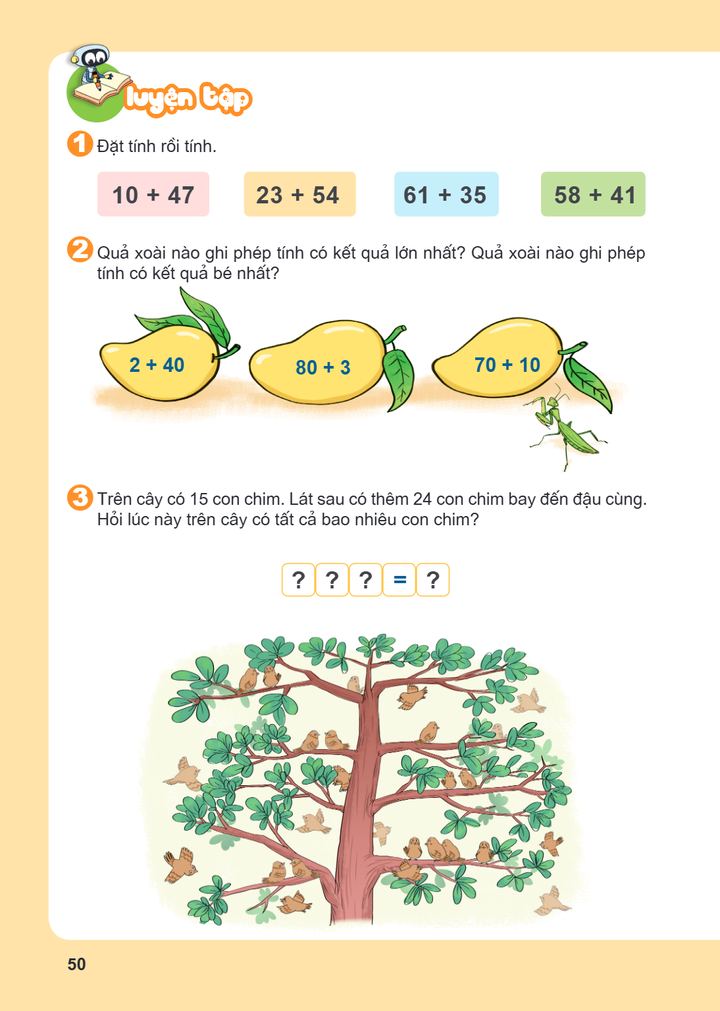 luyện tập
1 Đặt tính rồi tính.
10 + 47 23 + 54 61 + 35 58 + 41
2 Quả xoài nào ghi phép tính có kết quả lớn nhất? Quả xoài nào ghi phép
tính có kết quả bé nhất?
2 + 40 80 + 3 70 + 10
3 Trên cây có 15 con chim. Lát sau có thêm 24 con chim bay đến đậu cùng.
Hỏi lúc này trên cây có tất cả bao nhiêu con chim?
? ? ? = ?
50